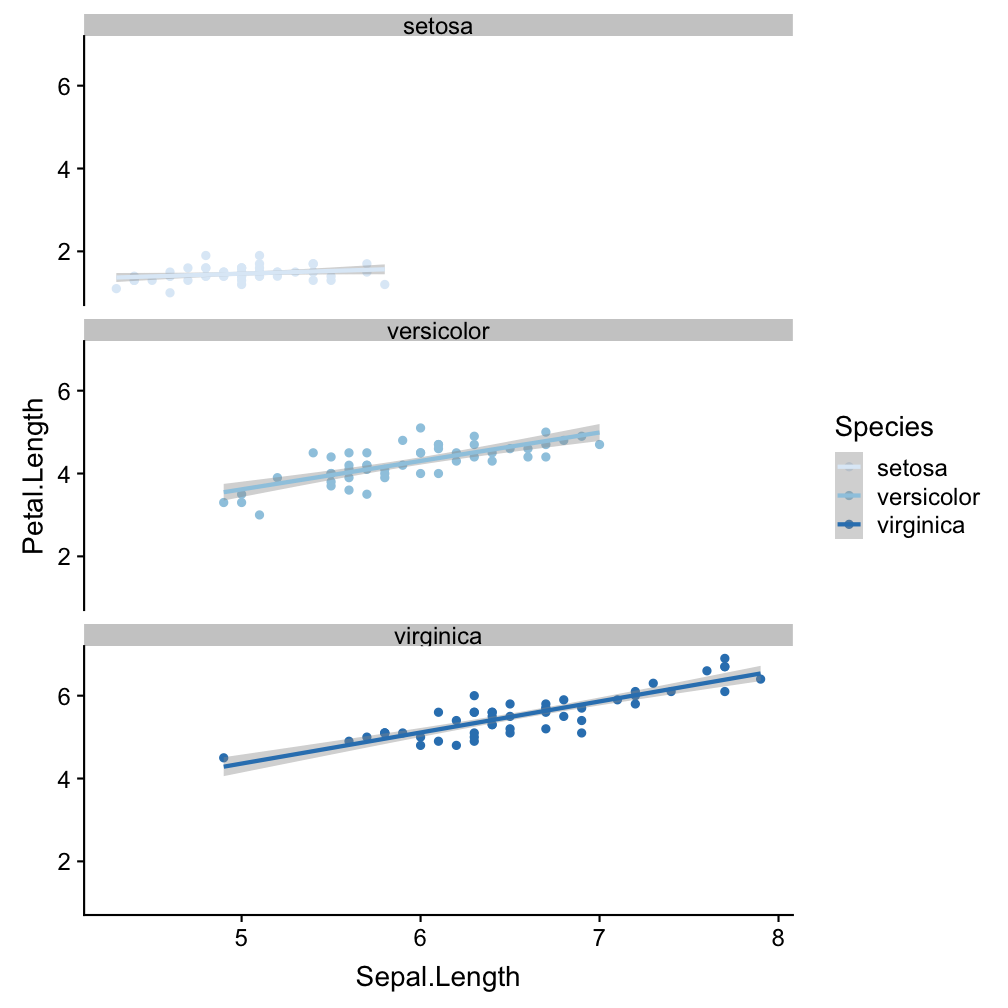 setosa
6
4
2
versicolor
6
4
2
virginica
6
4
2
5 6 7 8
Sepal.Length
Petal.Length
Species
setosa
versicolor
virginica